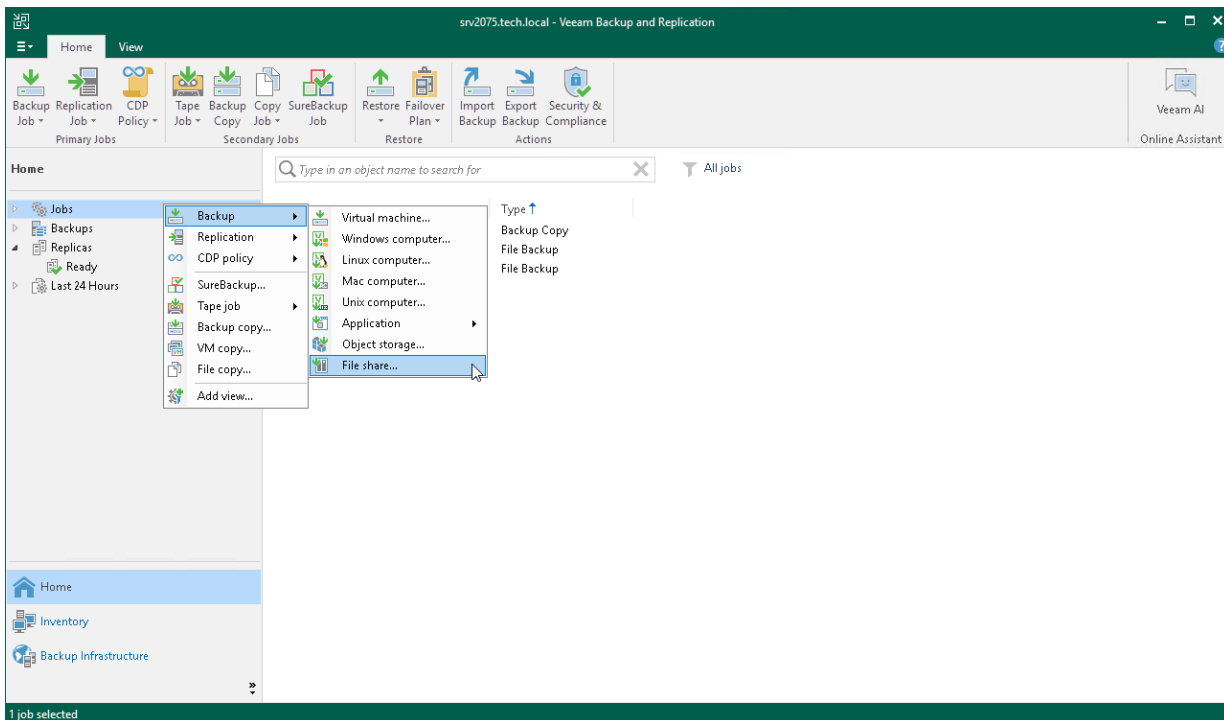 srv2075.tech.local - Veeam Backup and Replication
Home View
Backup Job
Replication Job
CDP Policy
Primary Jobs
Tape Job
Backup Copy
Copy Job
SureBackup Job
Secondary Jobs
Restore
Failover Plan
Restore
Import Backup
Export Backup
Security & Compliance
Actions
Veeam AI
Online Assistant
Home
Type in an object name to search for
All jobs
Jobs
Backups
Replicas
Ready
Last 24 Hours
Backup
Replication
CDP policy
SureBackup...
Tape job
Backup copy...
VM copy...
File copy...
Add view...
Virtual machine...
Windows computer...
Linux computer...
Mac computer...
Unix computer...
Application
Object storage...
File share...
Type
Backup Copy
File Backup
File Backup
Home
Inventory
Backup Infrastructure
1 job selected